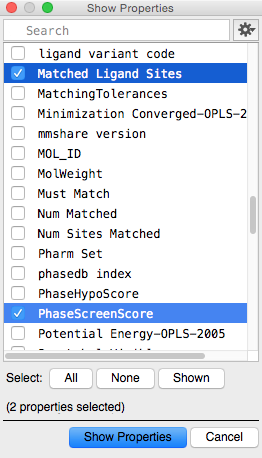 Show Properties
Search
ligand variant code
Matched Ligand Sites
MatchingTolerances
Minimization Converged-OPLS-2
mmshare version
MOL_ID
MolWeight
Must Match
Num Matched
Num Sites Matched
Pharm Set
phasedb index
PhaseHypoScore
PhaseScreenScore
Potential Energy-OPLS-2005
Select: All None Shown
(2 properties selected)
Show Properties Cancel